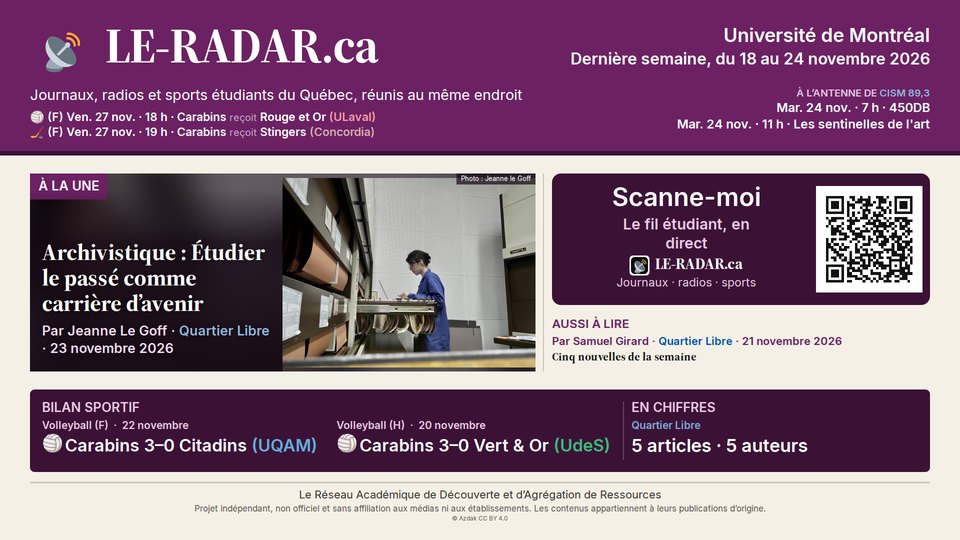 LE-RADAR.ca
Journaux, radios et sports étudiants du Québec, réunis au même endroit
(F) Ven. 27 nov. · 18 h · Carabins reçoit Rouge et Or (ULaval)
(F) Ven. 27 nov. · 19 h · Carabins reçoit Stingers (Concordia)
Université de Montréal
Dernière semaine, du 18 au 24 novembre 2026
À L'ANTENNE DE CISM 89,3
Mar. 24 nov. · 7 h · 450DB
Mar. 24 nov. · 11 h · Les sentinelles de l'art
À LA UNE
Photo : Jeanne le Goff
Archivistique : Étudier
le passé comme
carrière d'avenir
Par Jeanne Le Goff · Quartier Libre
· 23 novembre 2026
Scanne-moi
Le fil étudiant, en
direct
LE-RADAR.ca
Journaux · radios · sports
AUSSI À LIRE
Par Samuel Girard · Quartier Libre · 21 novembre 2026
Cinq nouvelles de la semaine
BILAN SPORTIF
Volleyball (F) · 22 novembre
Carabins 3–0 Citadins (UQAM)
Volleyball (H) · 20 novembre
Carabins 3–0 Vert & Or (UdeS)
EN CHIFFRES
Quartier Libre
5 articles · 5 auteurs
Le Réseau Académique de Découverte et d'Agrégation de Ressources
Projet indépendant, non officiel et sans affiliation aux médias ni aux établissements. Les contenus appartiennent à leurs publications d'origine.
© Azdak CC BY 4.0